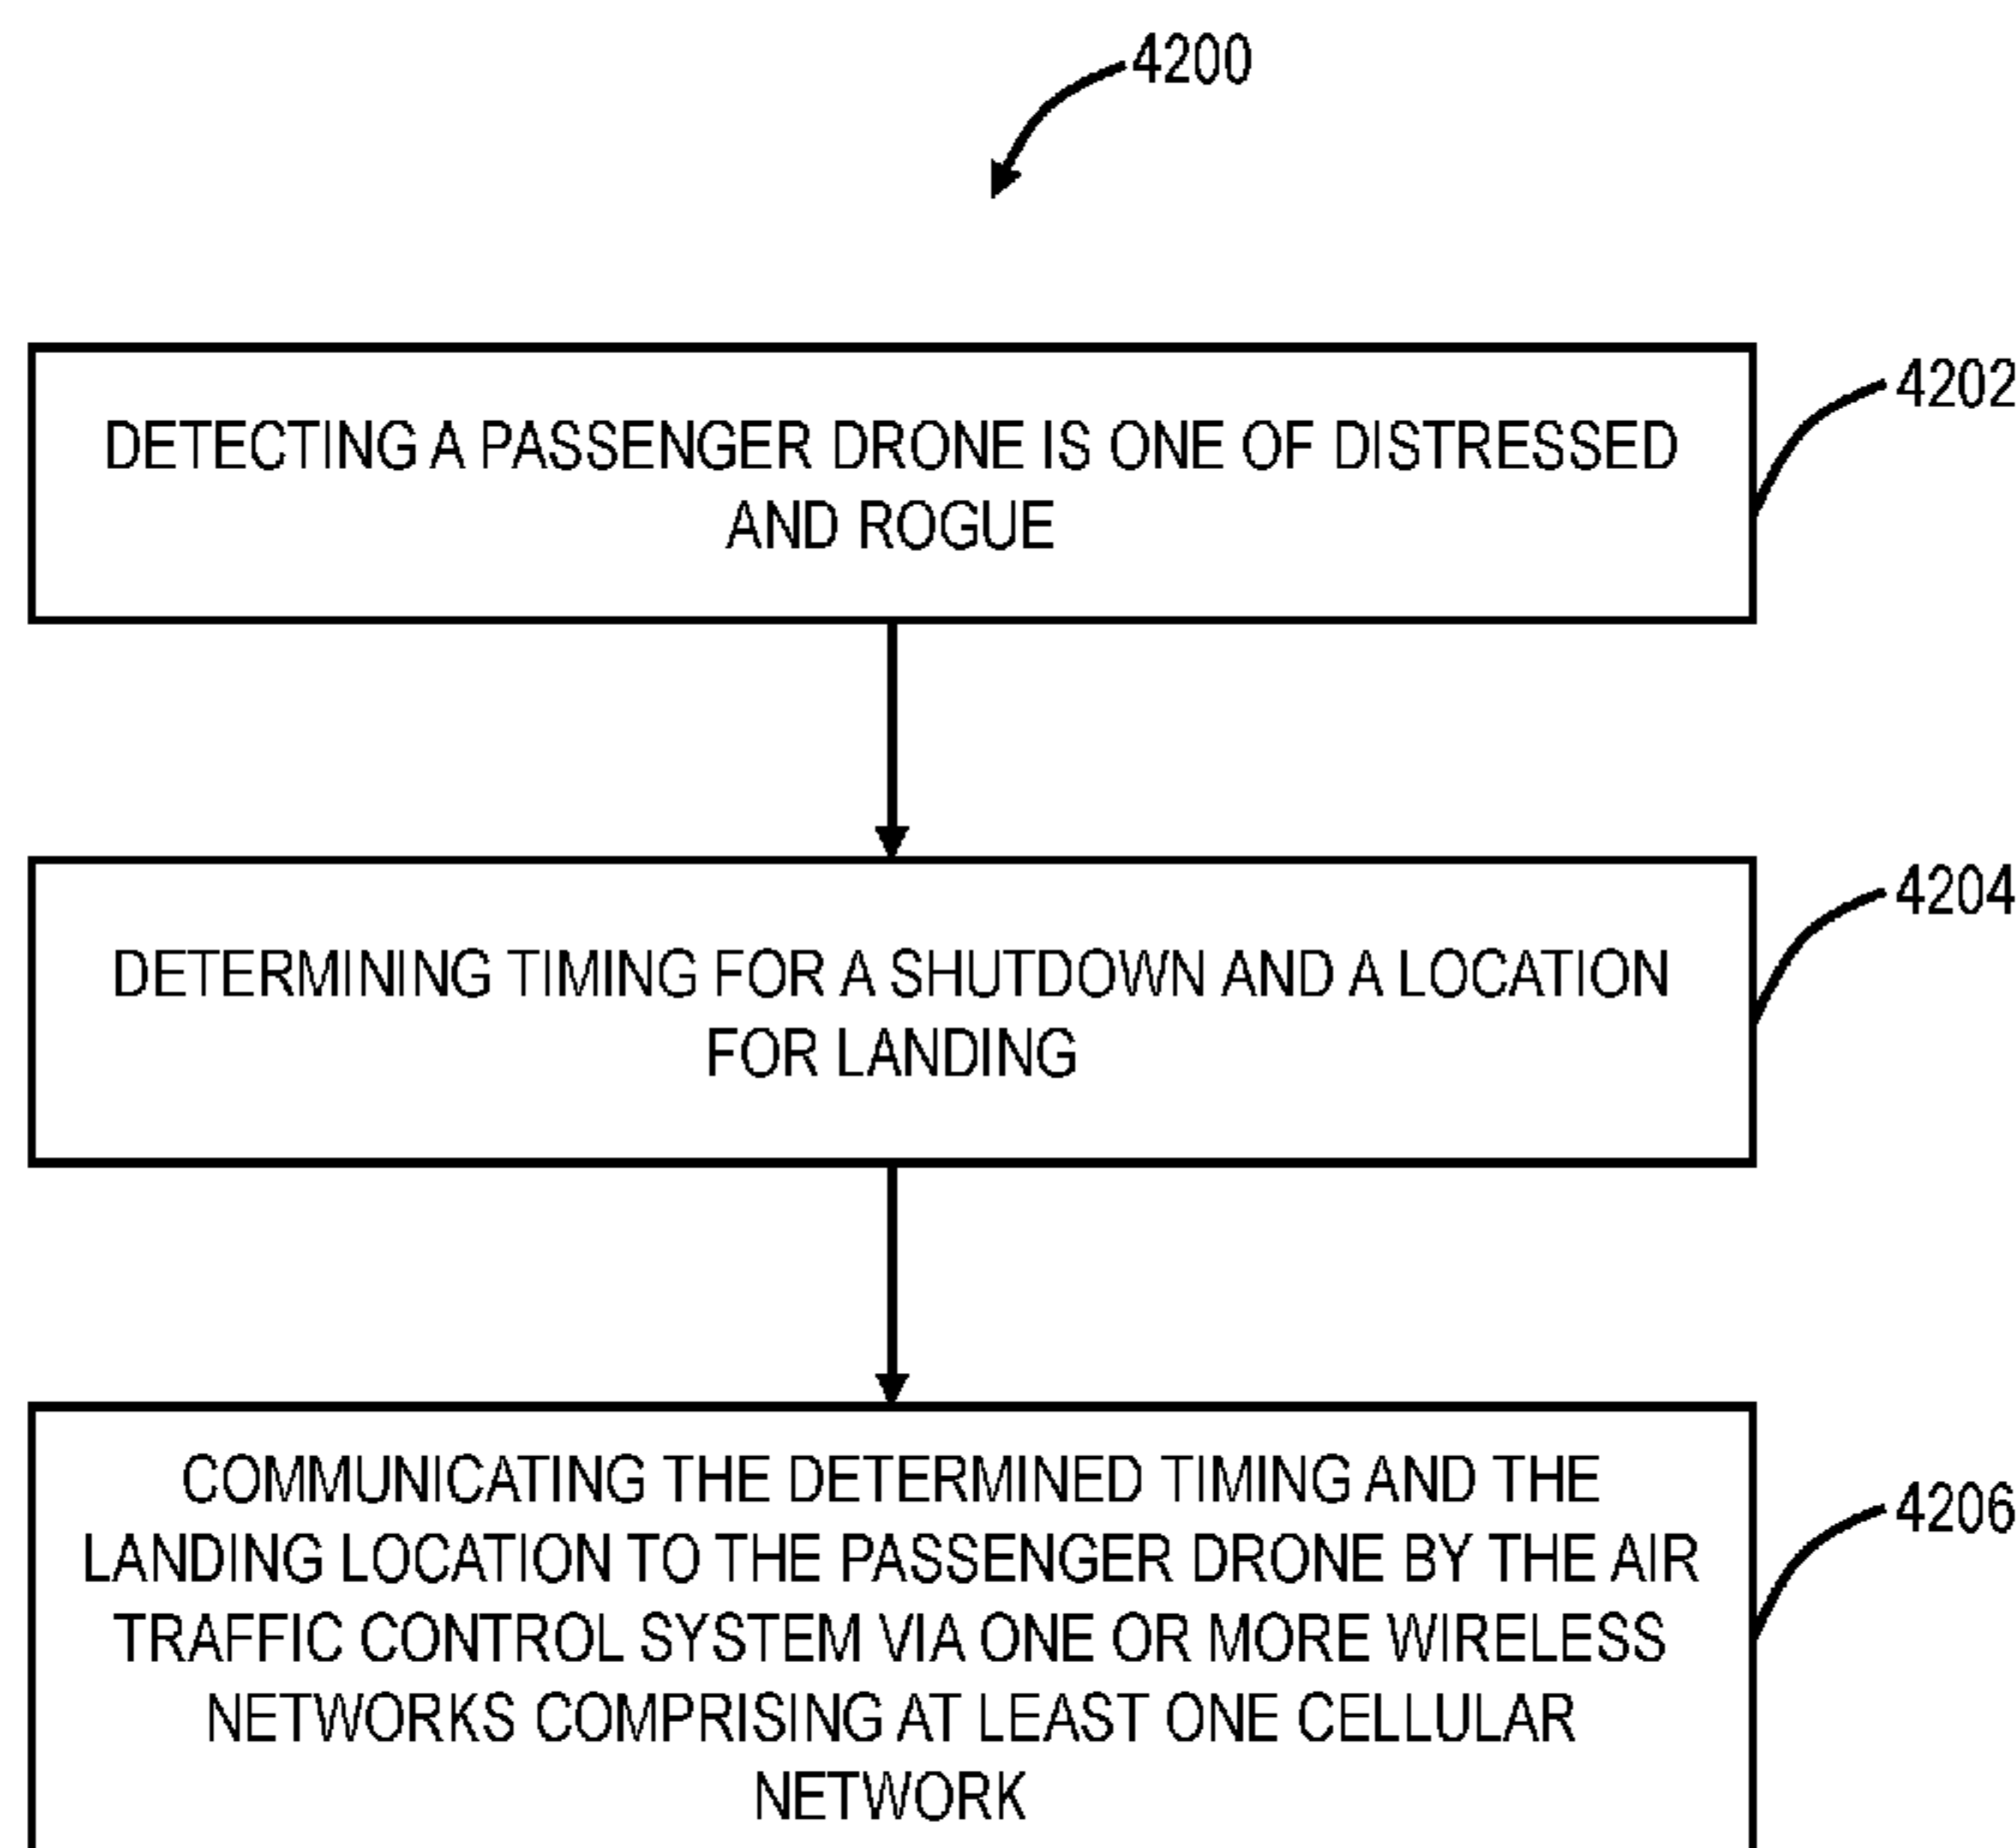 4200
4202
DETECTING A PASSENGER DRONE IS ONE OF DISTRESSED
AND ROGUE
4204
DETERMINING TIMING FOR A SHUTDOWN AND A LOCATION
FOR LANDING
4206
COMMUNICATING THE DETERMINED TIMING AND THE
LANDING LOCATION TO THE PASSENGER DRONE BY THE AIR
TRAFFIC CONTROL SYSTEM VIA ONE OR MORE WIRELESS
NETWORKS COMPRISING AT LEAST ONE CELLULAR
NETWORK